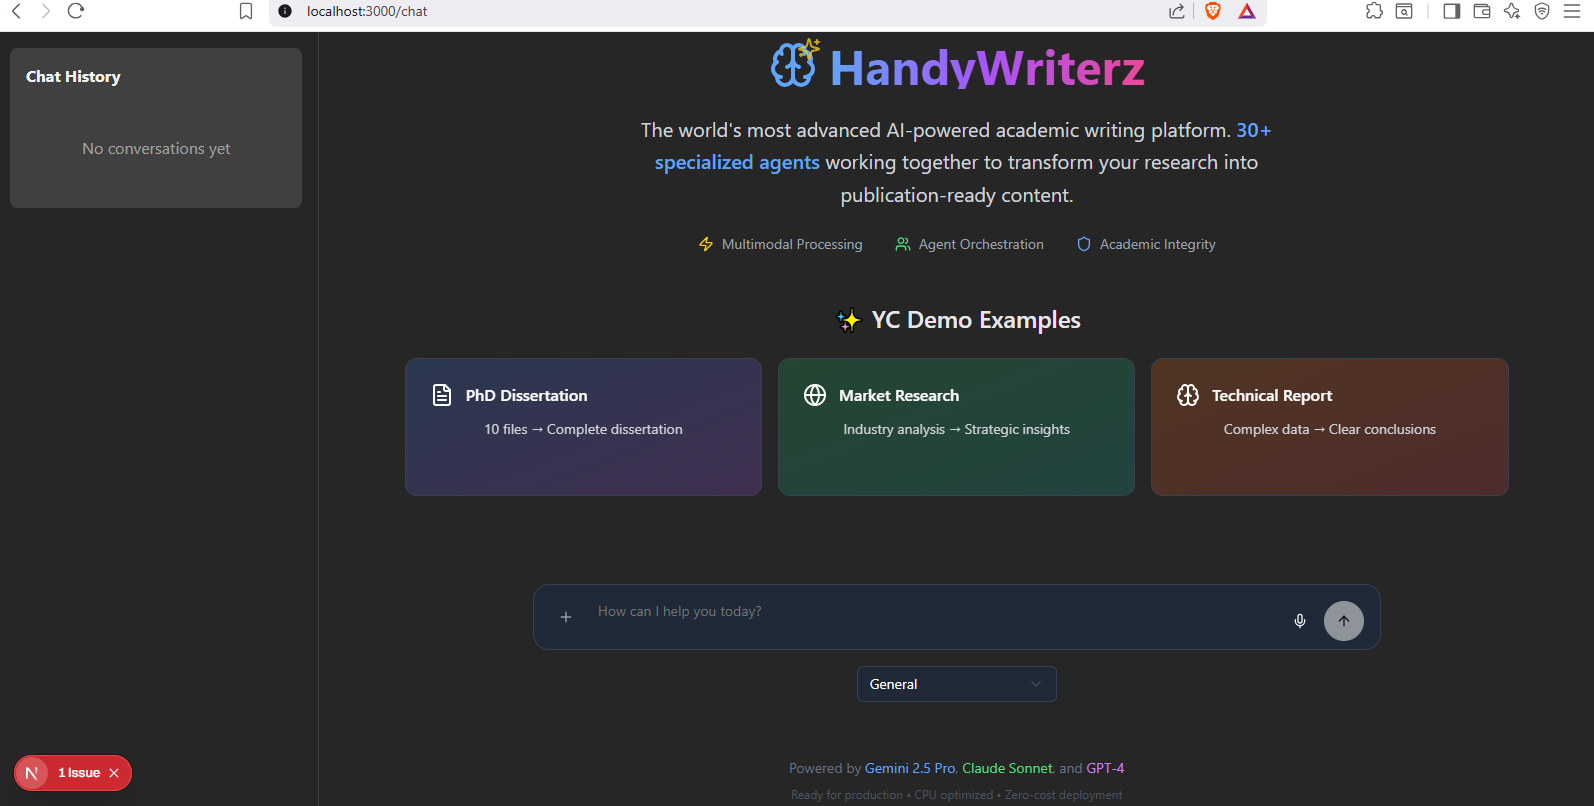 localhost:3000/chat
Chat History
No conversations yet
HandyWriterz
The world's most advanced AI-powered academic writing platform. 30+
specialized agents working together to transform your research into
publication-ready content.
Multimodal Processing
Agent Orchestration
Academic Integrity
✨ YC Demo Examples
PhD Dissertation
10 files → Complete dissertation
Market Research
Industry analysis → Strategic insights
Technical Report
Complex data → Clear conclusions
How can I help you today?
General
N 1 Issue
Powered by Gemini 2.5 Pro, Claude Sonnet, and GPT-4
Ready for production • CPU optimized • Zero-cost deployment